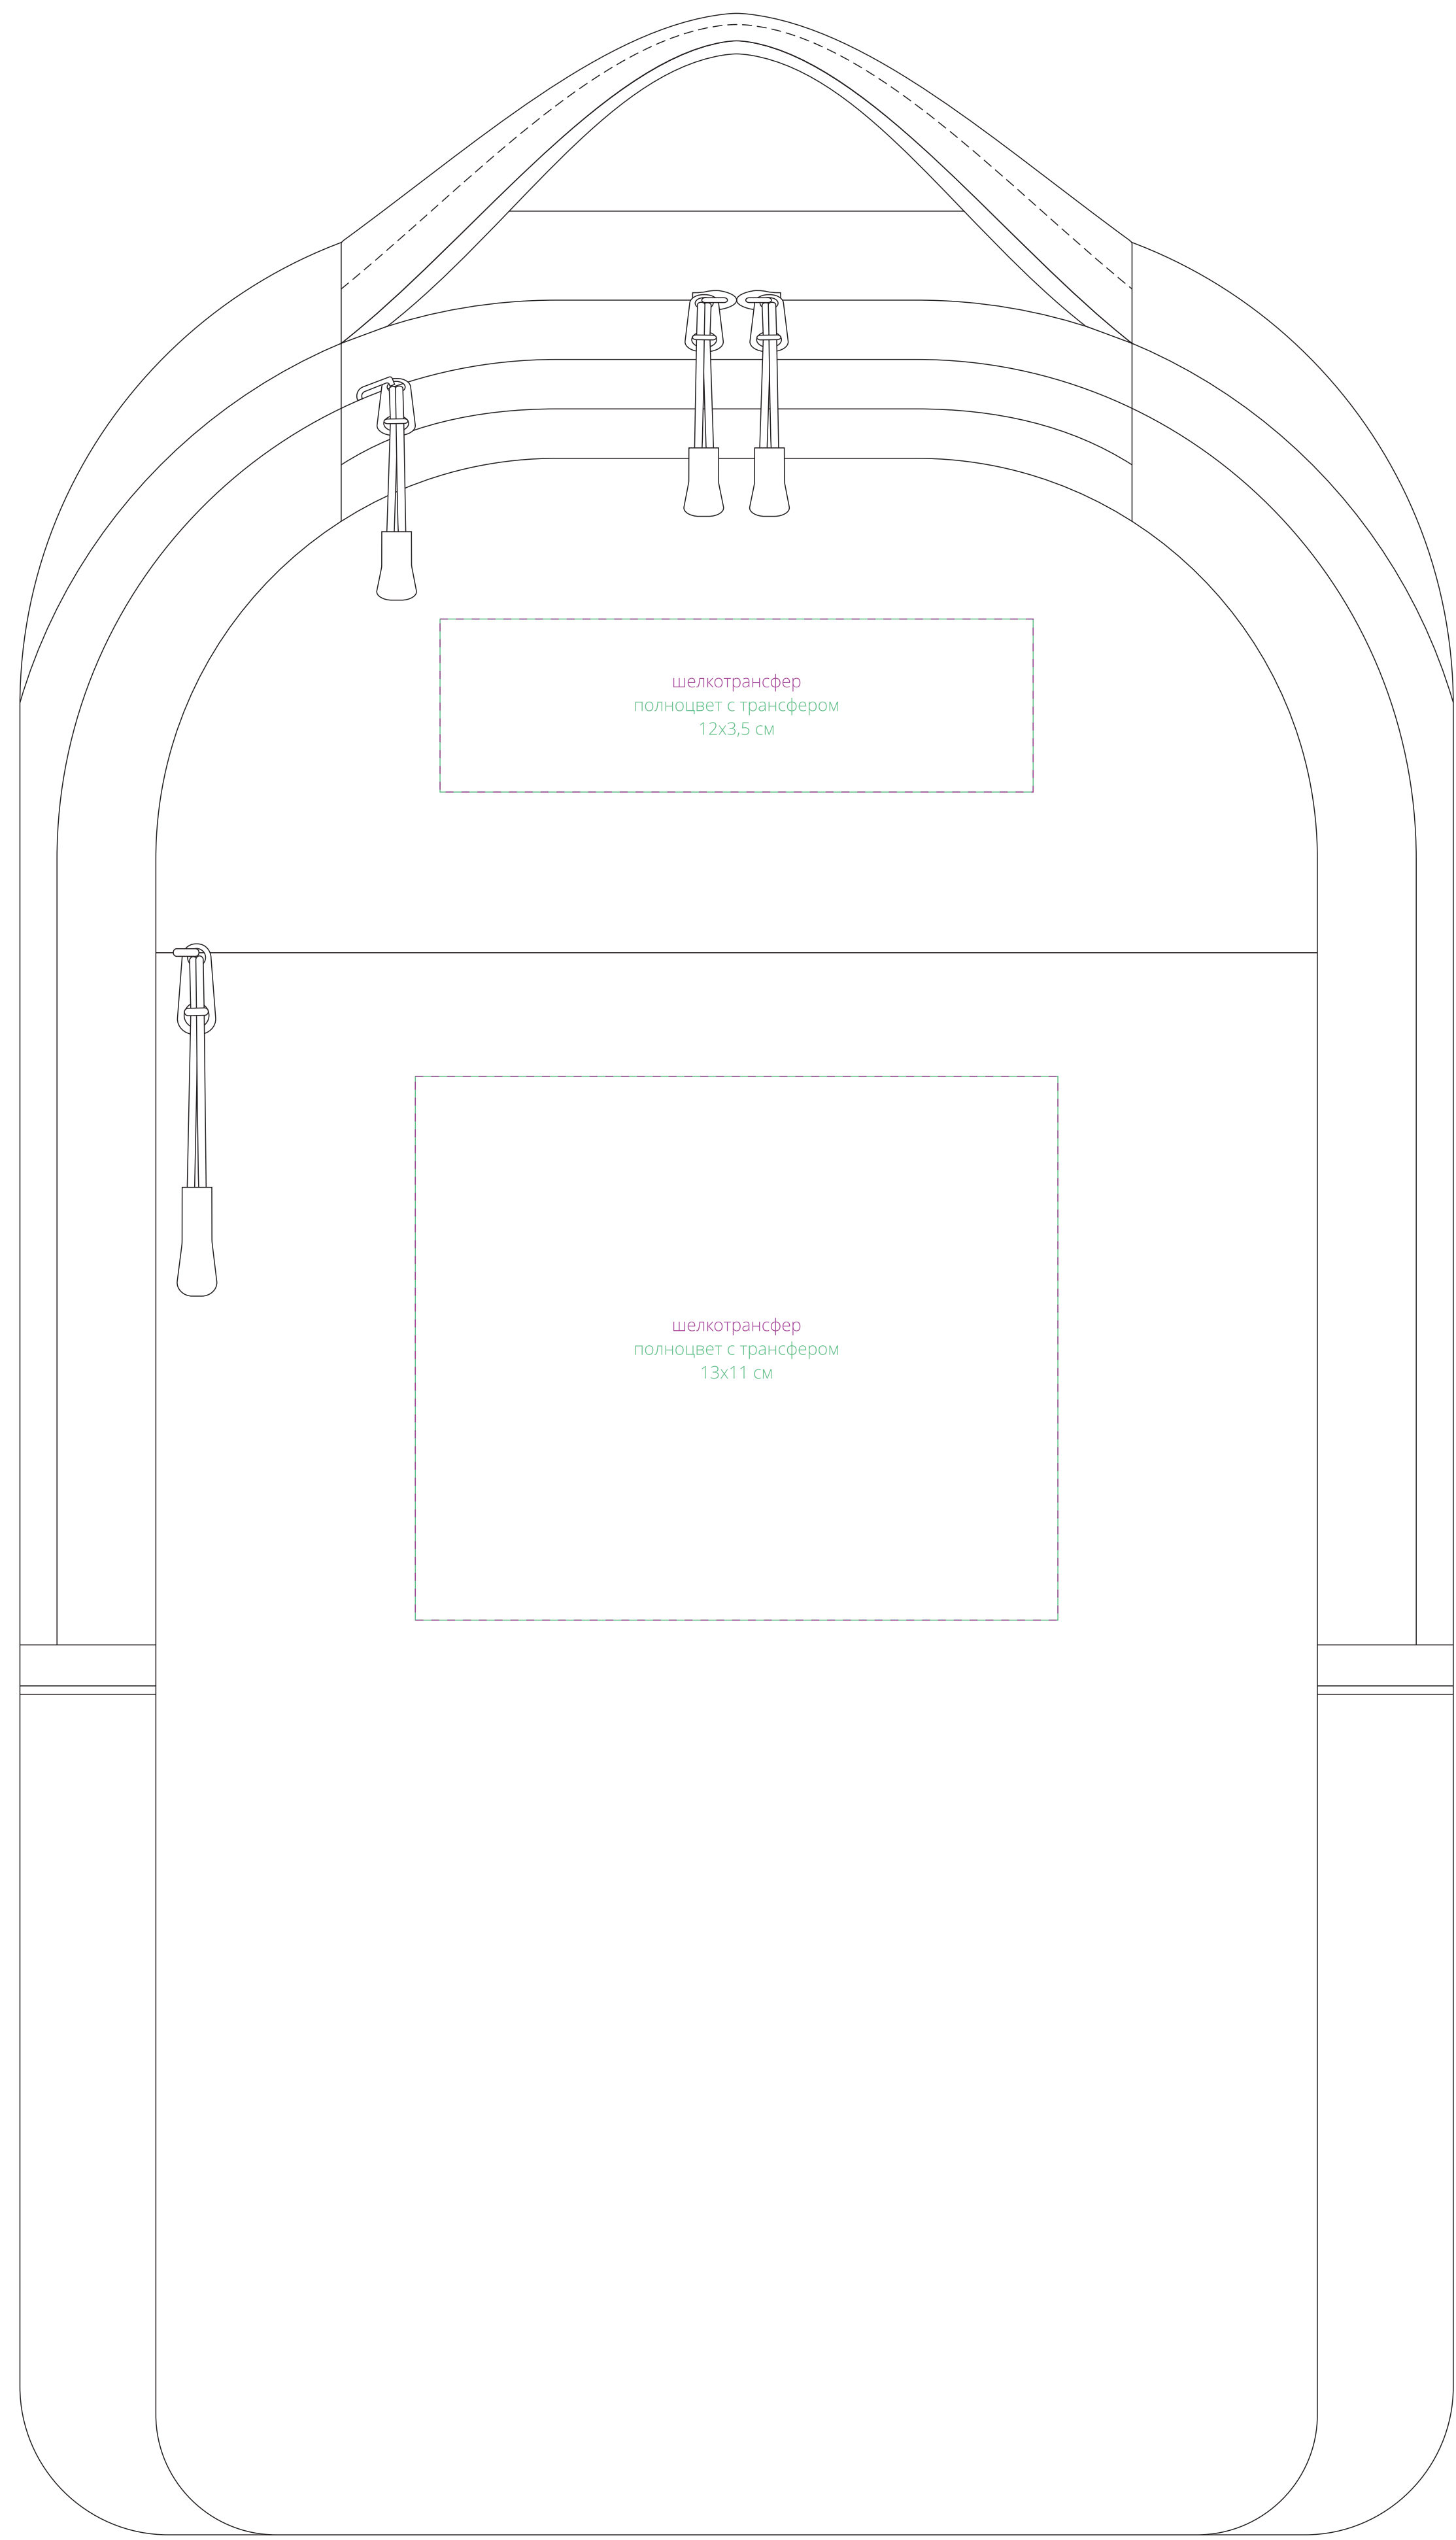 шелкотрансфер
полноцвет с трансфером
12х3,5 см
шелкотрансфер
полноцвет с трансфером
13х11 см